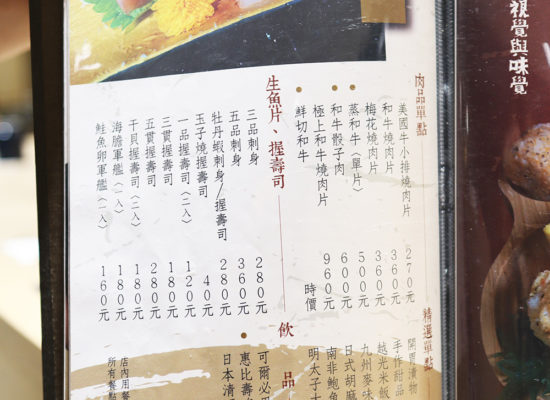 視覺與味覺
肉品單點
美國牛小排燒肉片 270元
和牛燒肉片 360元
梅花燒肉片 360元
蒸和牛(單片) 500元
和牛骰子肉 600元
極上和牛燒肉片 960元
鮮切和牛 時價
生魚片、握壽司
三品刺身 280元
五品刺身 360元
牡丹蝦刺身/握壽司 280元
玉子燒握壽司 40元
一品握壽司(二入) 120元
三貫握壽司 180元
五貫握壽司 280元
干貝握壽司(二入) 180元
海膽軍艦(一入) 180元
鮭魚卵軍艦(一入) 160元
精選單點
開胃漬物
手作甜品
越光米飯
九州麥味
日式胡麻
南非鮑魚
明太子
飲品
可爾必
惠比壽
日本清
店內用餐
所有餐點